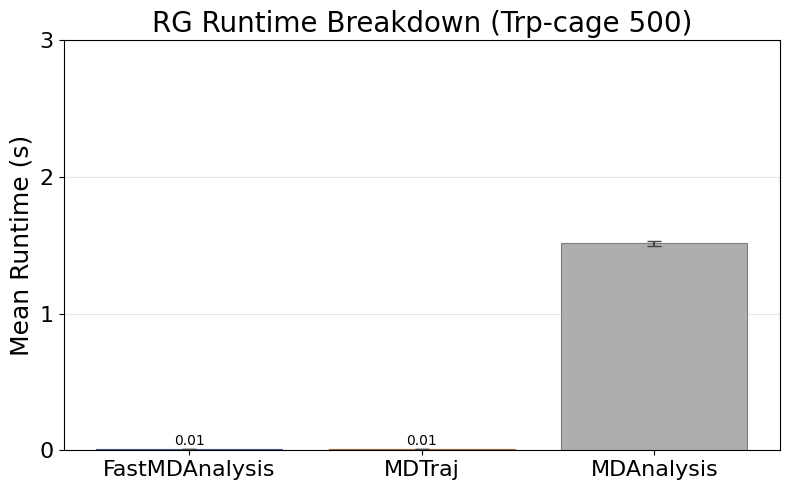 RG Runtime Breakdown (Trp-cage 500)
Mean Runtime (s)
3
2
1
0
0.01
0.01
FastMDAnalysis
MDTraj
MDAnalysis